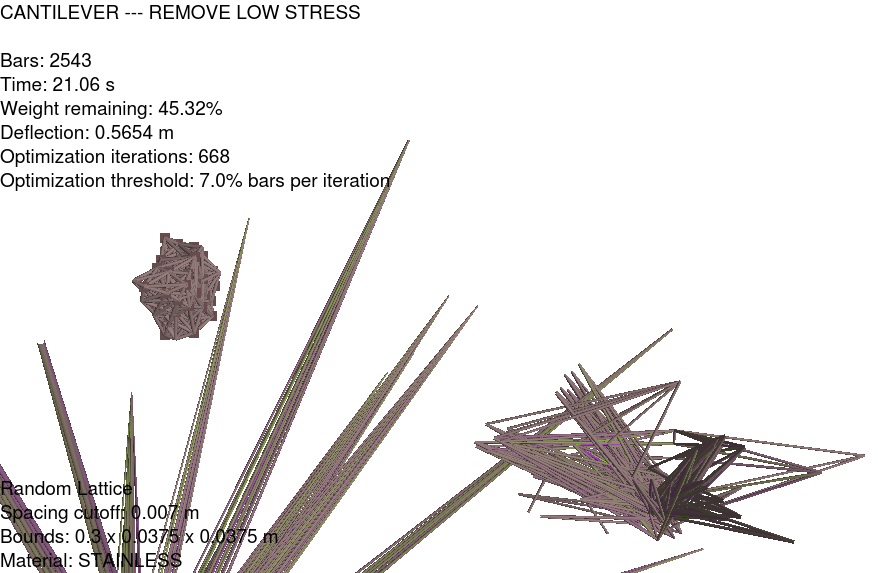 CANTILEVER --- REMOVE LOW STRESS
Bars: 2543
Time: 21.06 s
Weight remaining: 45.32%
Deflection: 0.5654 m
Optimization iterations: 668
Optimization threshold: 7.0% bars per iteration
Random Lattice
Spacing cutoff: 0.007 m
Bounds: 0.3 x 0.0375 x 0.0375 m
Material: STAINLESS